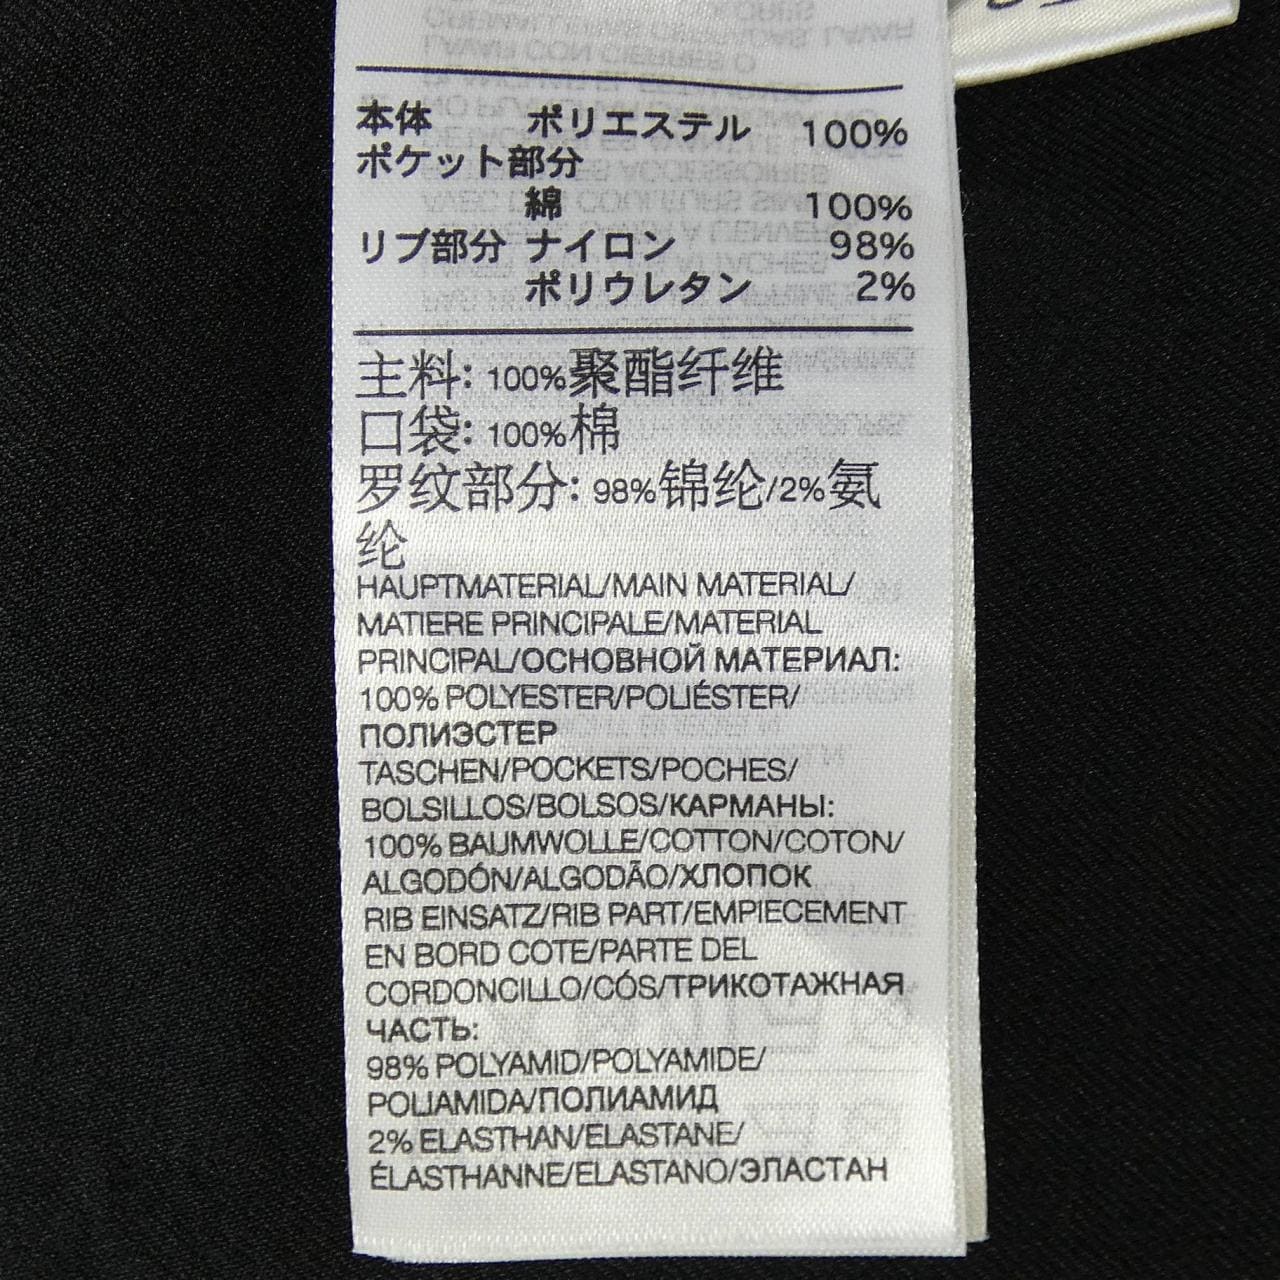 本体 ポリエステル 100%
ポケット部分
綿 100%
リブ部分 ナイロン 98%
ポリウレタン 2%
主料: 100%聚酯纤维
口袋: 100%棉
罗纹部分: 98%锦纶/2%氨
纶
HAUPTMATERIAL/MAIN MATERIAL/
MATIERE PRINCIPALE/MATERIAL
PRINCIPAL/ОСНОВНОЙ МАТЕРИАЛ:
100% POLYESTER/POLIÉSTER/
ПОЛИЭСТЕР
TASCHEN/POCKETS/POCHES/
BOLSILLOS/BOLSOS/КАРМАНЫ:
100% BAUMWOLLE/COTTON/COTON/
ALGODÓN/ALGODÃO/ХЛОПОК
RIB EINSATZ/RIB PART/EMPIECEMENT
EN BORD COTE/PARTE DEL
CORDONCILLO/CÓS/ТРИКОТАЖНАЯ
ЧАСТЬ:
98% POLYAMID/POLYAMIDE/
POLIAMIDA/ПОЛИАМИД
2% ELASTHAN/ELASTANE/
ÉLASTHANNE/ELASTANO/ЭЛАСТАН